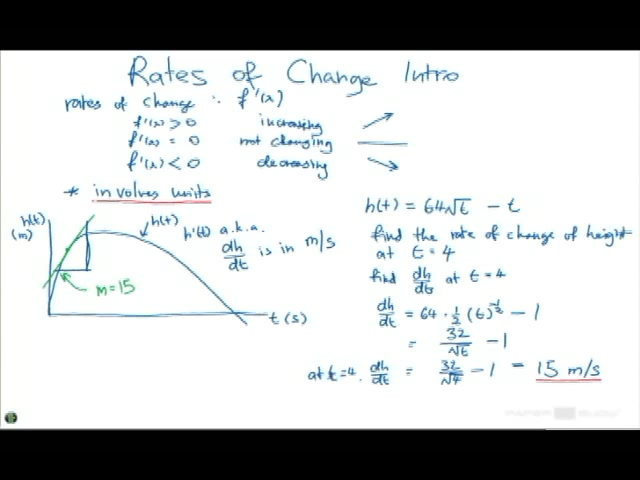 Rates of Change Intro
rates of change : f'(x)
f'(x) > 0 increasing
f'(x) = 0 not changing
f'(x) < 0 decreasing
* involves units
h(t)
(m)
h(t)
h'(t) a.k.a.
dh/dt is in m/s
m=15
t (s)
h(t) = 64√t - t
find the rate of change of height
at t = 4
find dh/dt at t = 4
dh/dt = 64 · 1/2 (t)^-1/2 - 1
= 32/√t - 1
at t=4, dh/dt = 32/√4 - 1 = 15 m/s